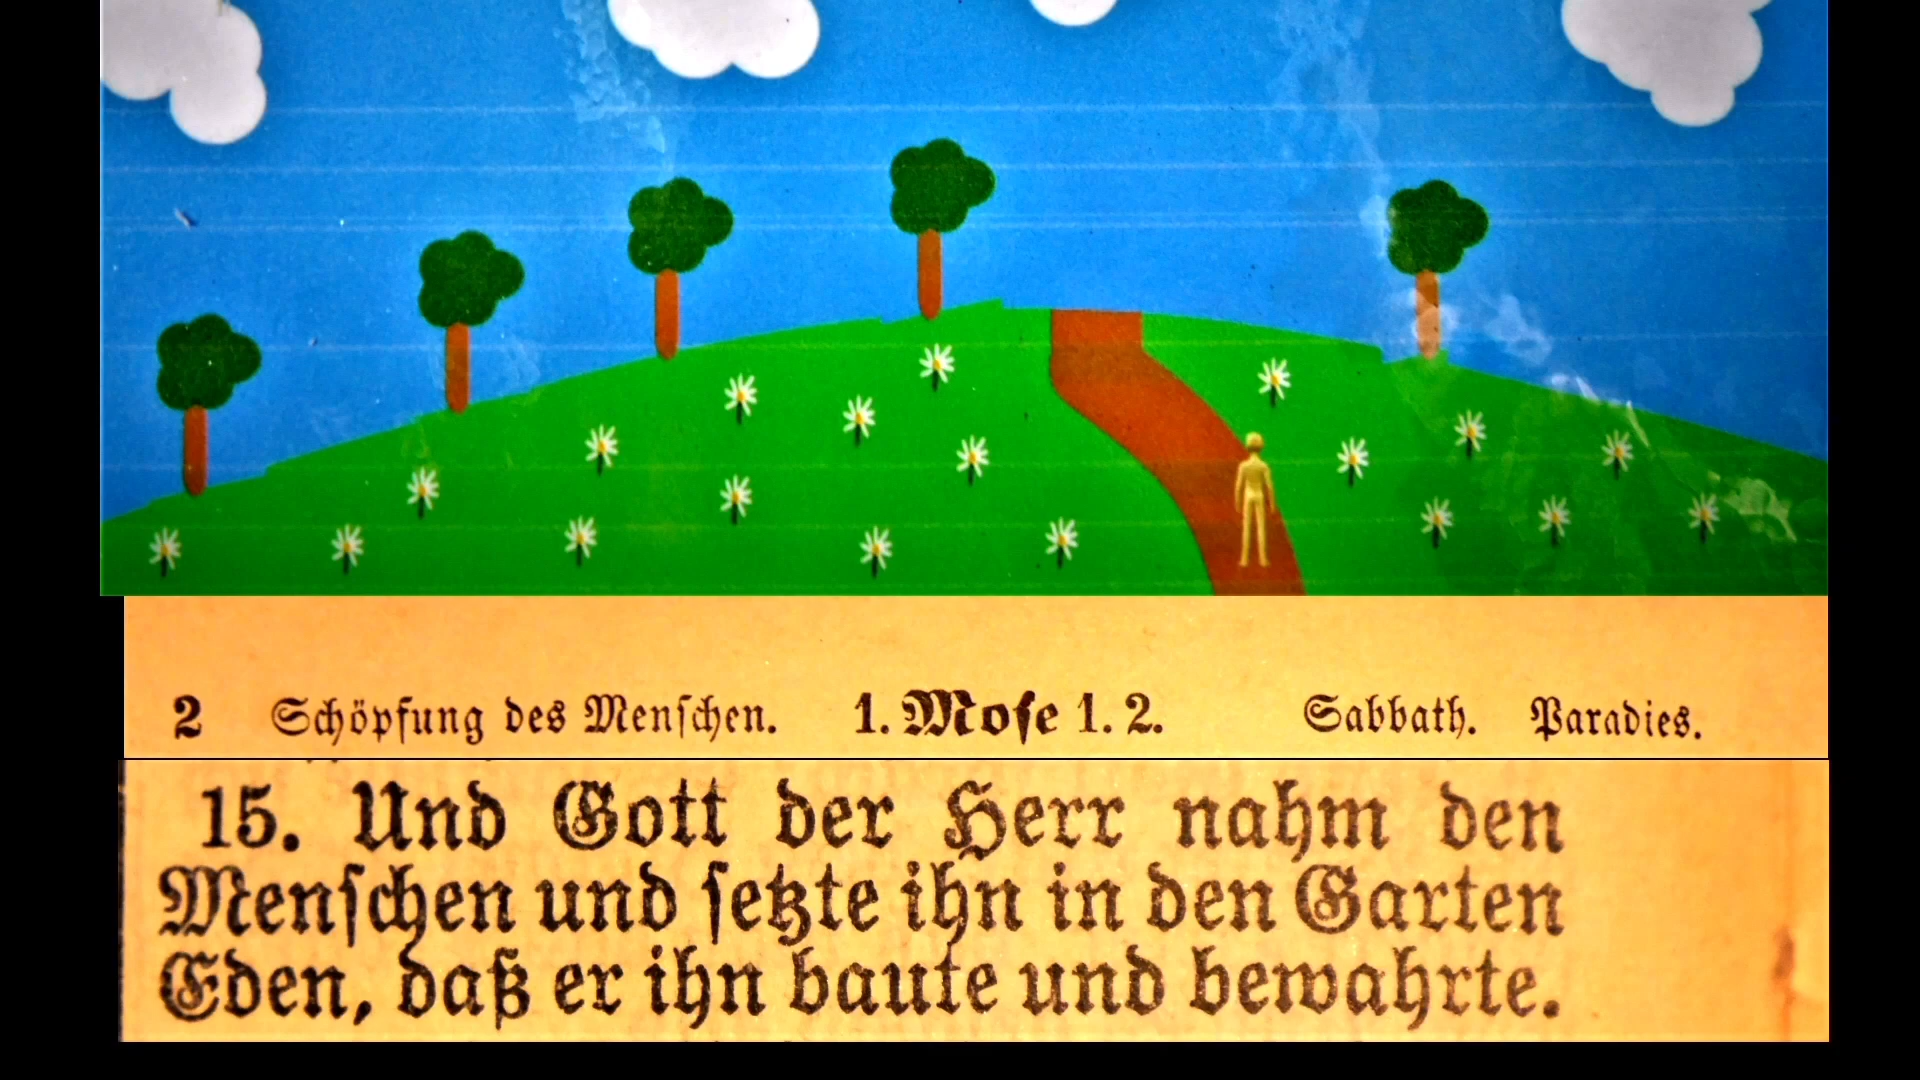 2 Schöpfung des Menschen. 1. Mose 1. 2. Sabbath. Paradies.
15. Und Gott der Herr nahm den
Menschen und setzte ihn in den Garten
Eden, daß er ihn baute und bewahrte.